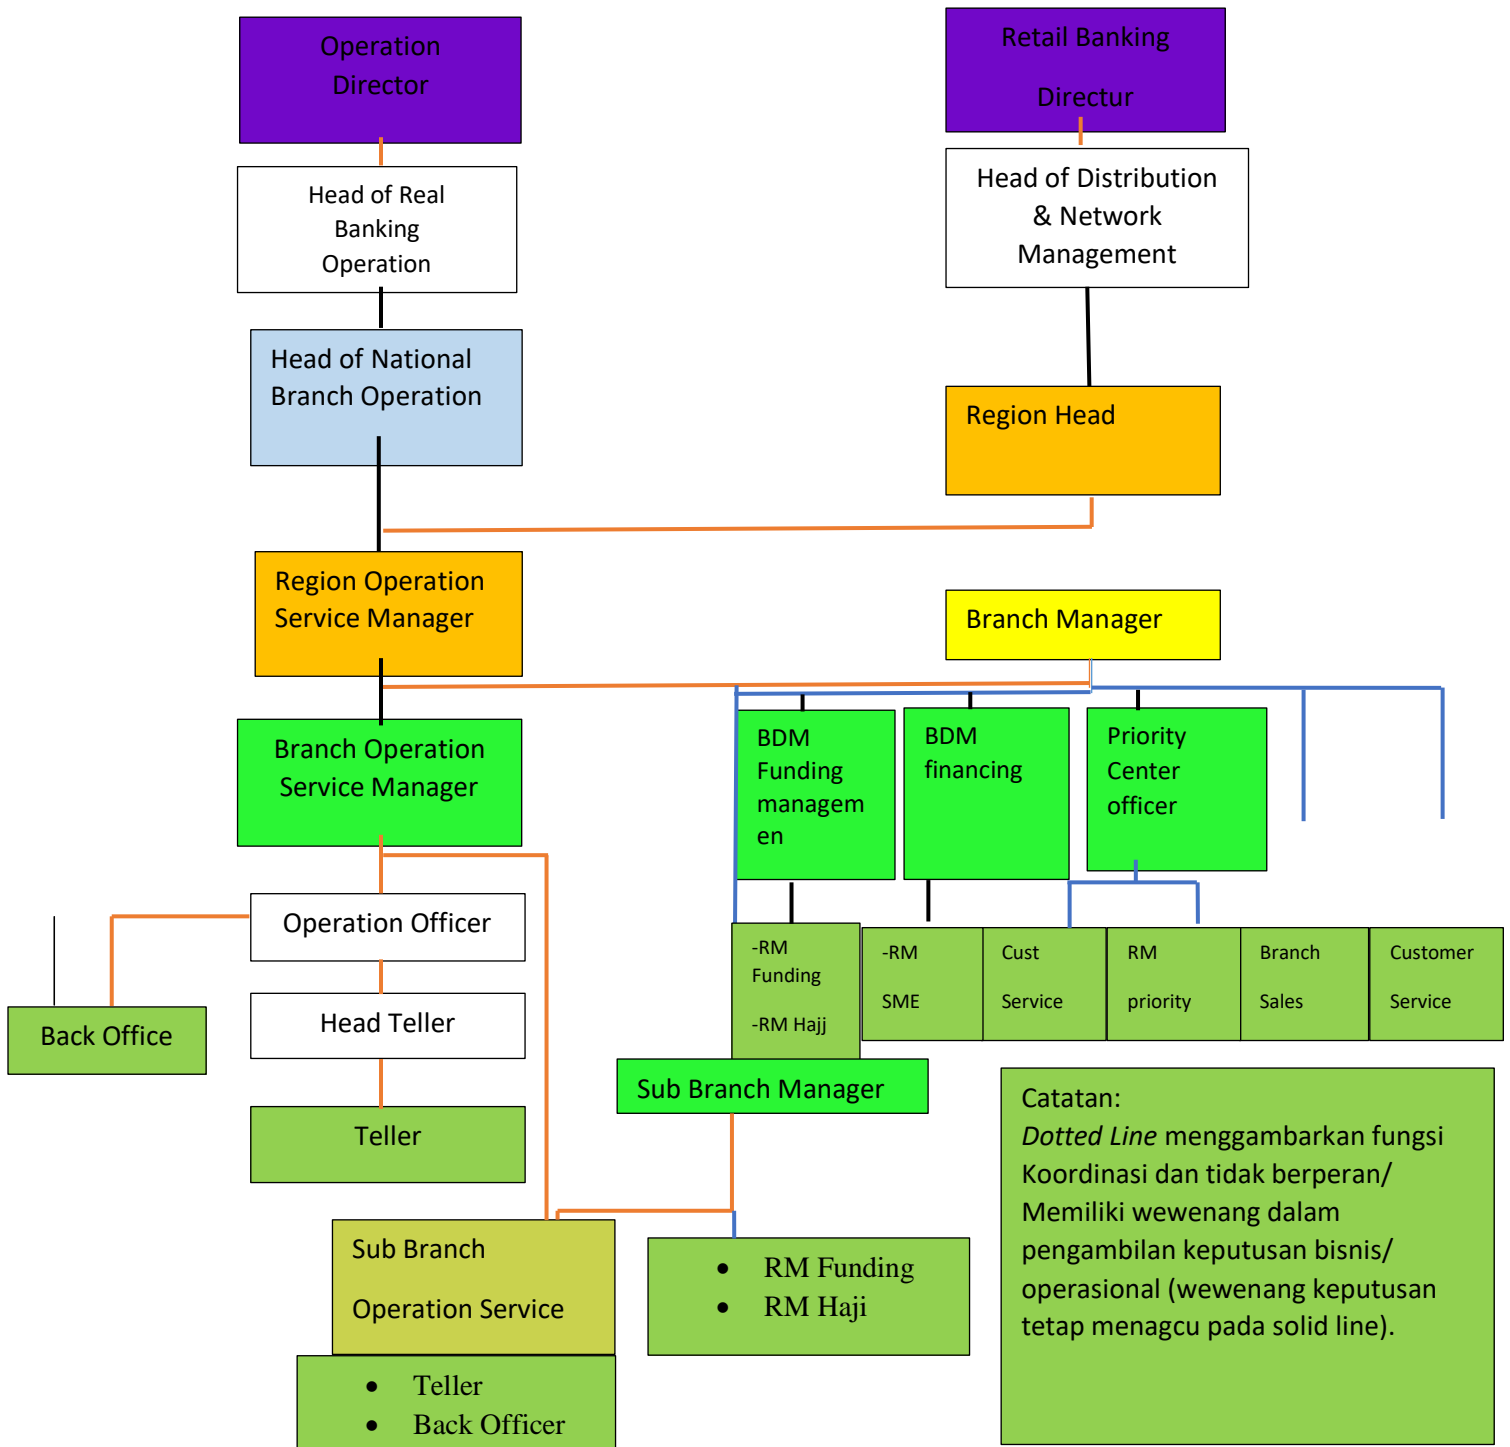 Operation
Director
Retail Banking
Directur
Head of Real
Banking
Operation
Head of Distribution
& Network
Management
Head of National
Branch Operation
Region Head
Region Operation
Service Manager
Branch Manager
Branch Operation
Service Manager
BDM
Funding
managem
en
BDM
financing
Priority
Center
officer
Operation Officer
-RM
Funding
-RM Hajj
-RM
SME
Cust
Service
RM
priority
Branch
Sales
Customer
Service
Back Office
Head Teller
Sub Branch Manager
Teller
Catatan:
Dotted Line menggambarkan fungsi
Koordinasi dan tidak berperan/
Memiliki wewenang dalam
pengambilan keputusan bisnis/
operasional (wewenang keputusan
tetap menagcu pada solid line).
Sub Branch
Operation Service
• RM Funding
• RM Haji
• Teller
• Back Officer